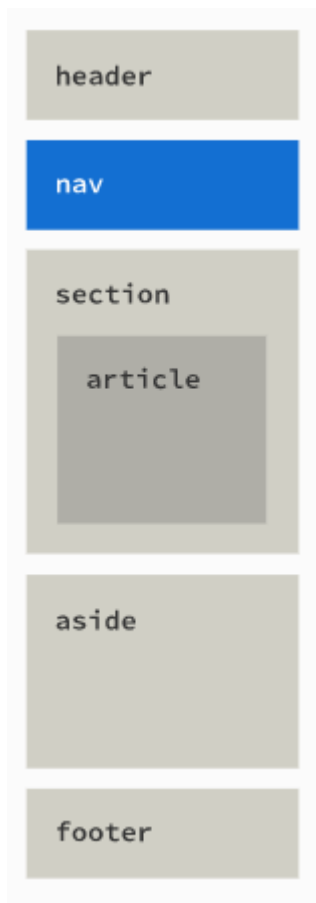 header
nav
section
article
aside
footer